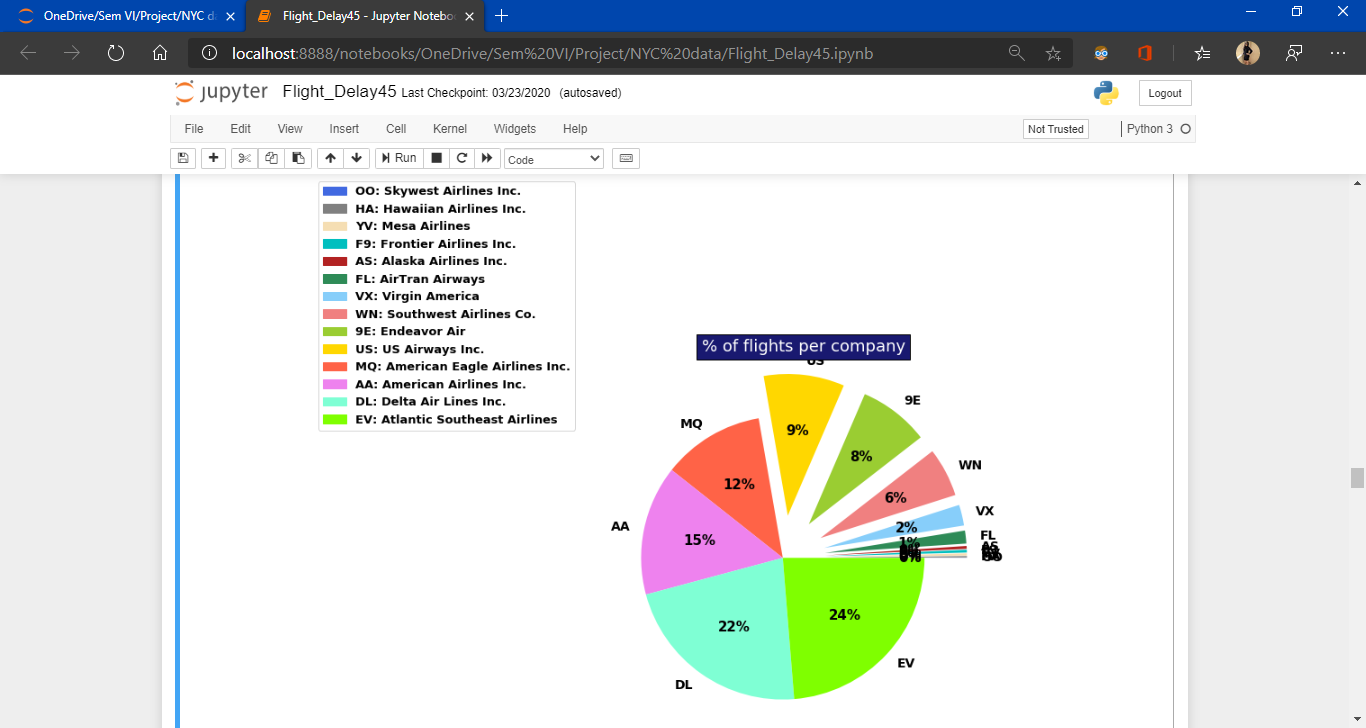 OneDrive/Sem VI/Project/NYC d
Flight_Delay45 - Jupyter Notebo
localhost:8888/notebooks/OneDrive/Sem%20VI/Project/NYC%20data/Flight_Delay45.ipynb
jupyter Flight_Delay45 Last Checkpoint: 03/23/2020 (autosaved)
Logout
File Edit View Insert Cell Kernel Widgets Help
Not Trusted
Python 3
Run
Code
OO: Skywest Airlines Inc.
HA: Hawaiian Airlines Inc.
YV: Mesa Airlines
F9: Frontier Airlines Inc.
AS: Alaska Airlines Inc.
FL: AirTran Airways
VX: Virgin America
WN: Southwest Airlines Co.
9E: Endeavor Air
US: US Airways Inc.
MQ: American Eagle Airlines Inc.
AA: American Airlines Inc.
DL: Delta Air Lines Inc.
EV: Atlantic Southeast Airlines
% of flights per company
US
9E
MQ
9%
8%
WN
12%
6%
VX
AA
2%
15%
FL
1%
AS
24%
22%
EV
DL